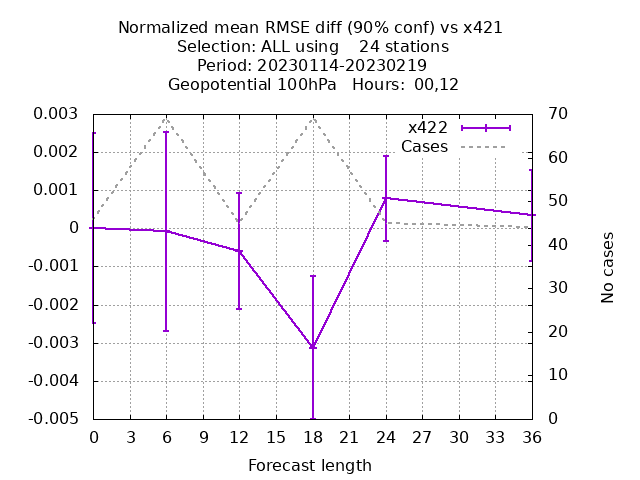 Normalized mean RMSE diff (90% conf) vs x421
Selection: ALL using    24 stations
Period: 20230114-20230219
Geopotential 100hPa   Hours:  00,12
0.003
0.002
0.001
0
-0.001
-0.002
-0.003
-0.004
-0.005
x422
Cases
70
60
50
40
30
20
10
0
No cases
0 3 6 9 12 15 18 21 24 27 30 33 36
Forecast length